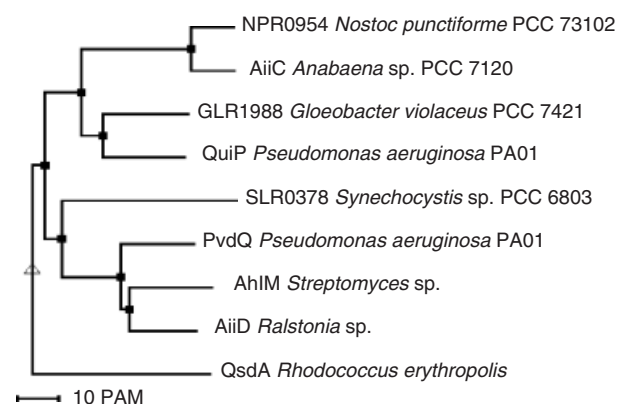 NPR0954 Nostoc punctiforme PCC 73102
AiiC Anabaena sp. PCC 7120
GLR1988 Gloeobacter violaceus PCC 7421
QuiP Pseudomonas aeruginosa PA01
SLR0378 Synechocystis sp. PCC 6803
PvdQ Pseudomonas aeruginosa PA01
AhlM Streptomyces sp.
AiiD Ralstonia sp.
QsdA Rhodococcus erythropolis
10 PAM